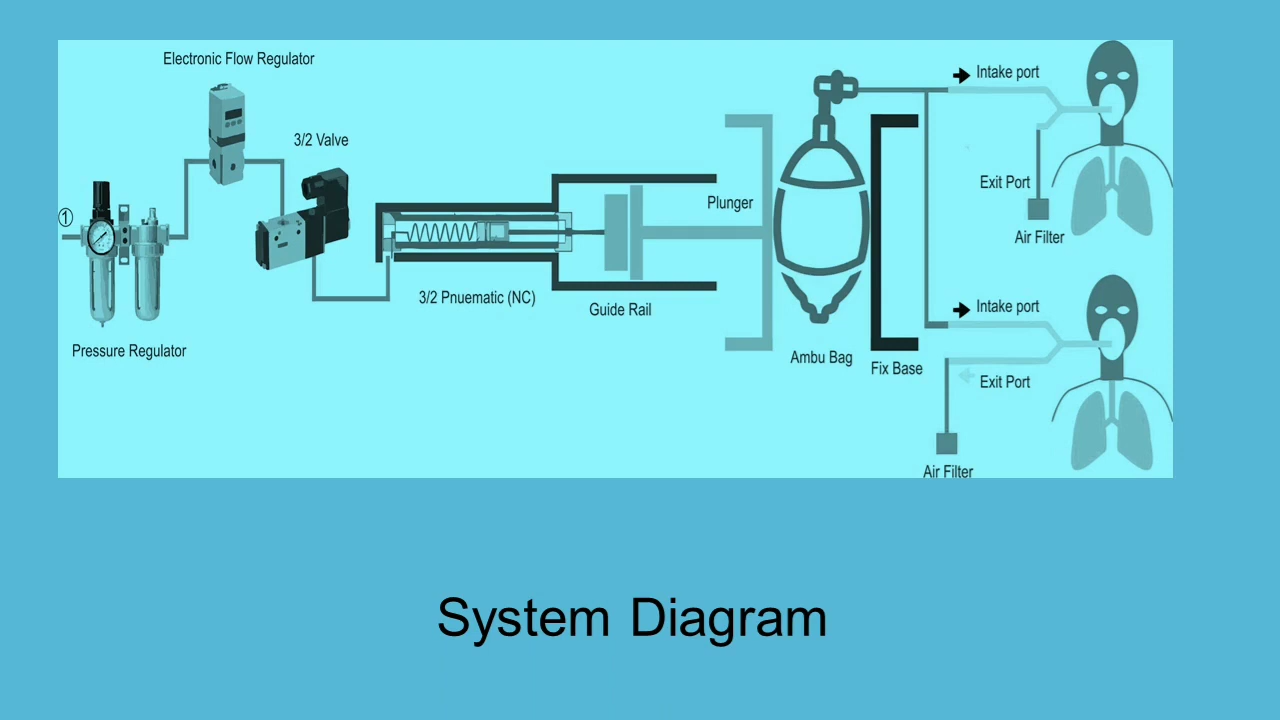 Electronic Flow Regulator
3/2 Valve
①
Pressure Regulator
3/2 Pnuematic (NC)
Guide Rail
Plunger
Ambu Bag
Fix Base
Intake port
Exit Port
Air Filter
Intake port
Exit Port
Air Filter
System Diagram